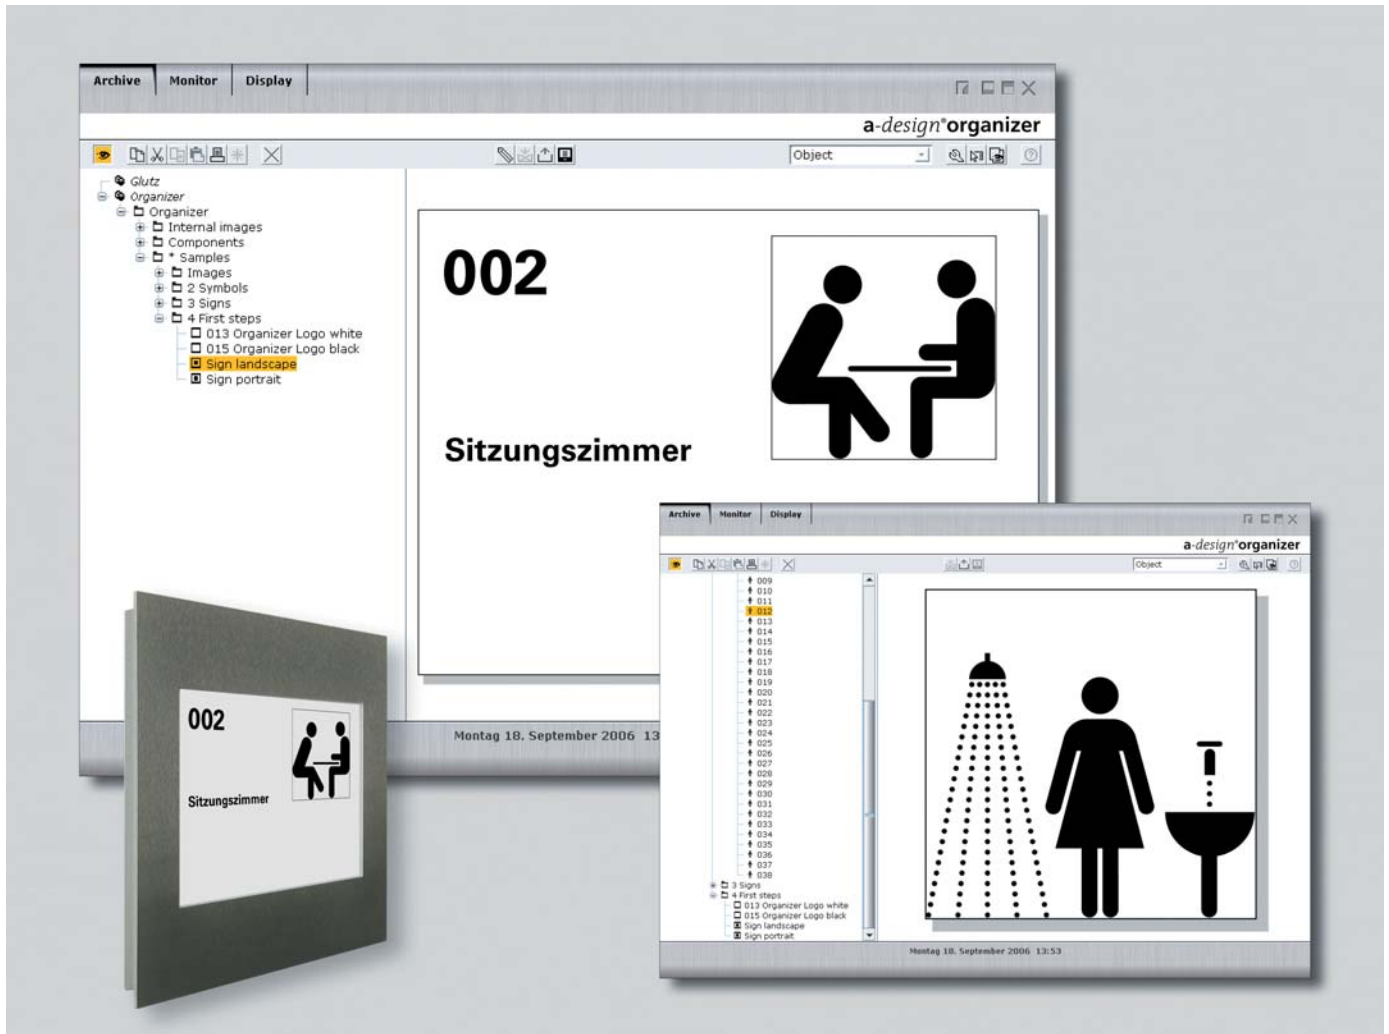 Archive Monitor Display
a-design®organizer
Object
Glutz
Organizer
Organizer
Internal images
Components
* Samples
Images
2 Symbols
3 Signs
4 First steps
013 Organizer Logo white
015 Organizer Logo black
Sign landscape
Sign portrait
002
Sitzungszimmer
Montag 18. September 2006 13
002
Sitzungszimmer
Archive Monitor Display
a-design®organizer
Object
009
010
011
012
013
014
015
016
017
018
019
020
021
022
023
024
025
026
027
028
029
030
031
032
033
034
035
036
037
038
3 Signs
4 First steps
013 Organizer Logo white
015 Organizer Logo black
Sign landscape
Sign portrait
Montag 18. September 2006 13:53